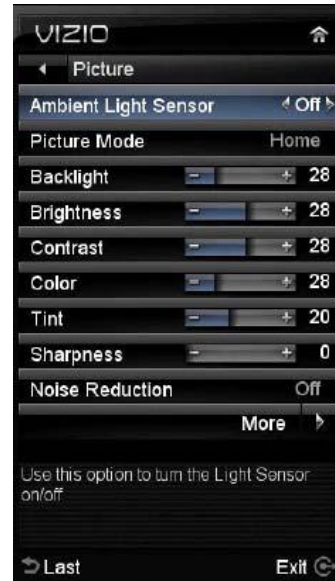 VIZIO
Picture
Ambient Light Sensor Off
Picture Mode Home
Backlight - + 28
Brightness - + 28
Contrast - + 28
Color - + 28
Tint - + 20
Sharpness - + 0
Noise Reduction Off
More
Use this option to turn the Light Sensor
on/off
Last Exit